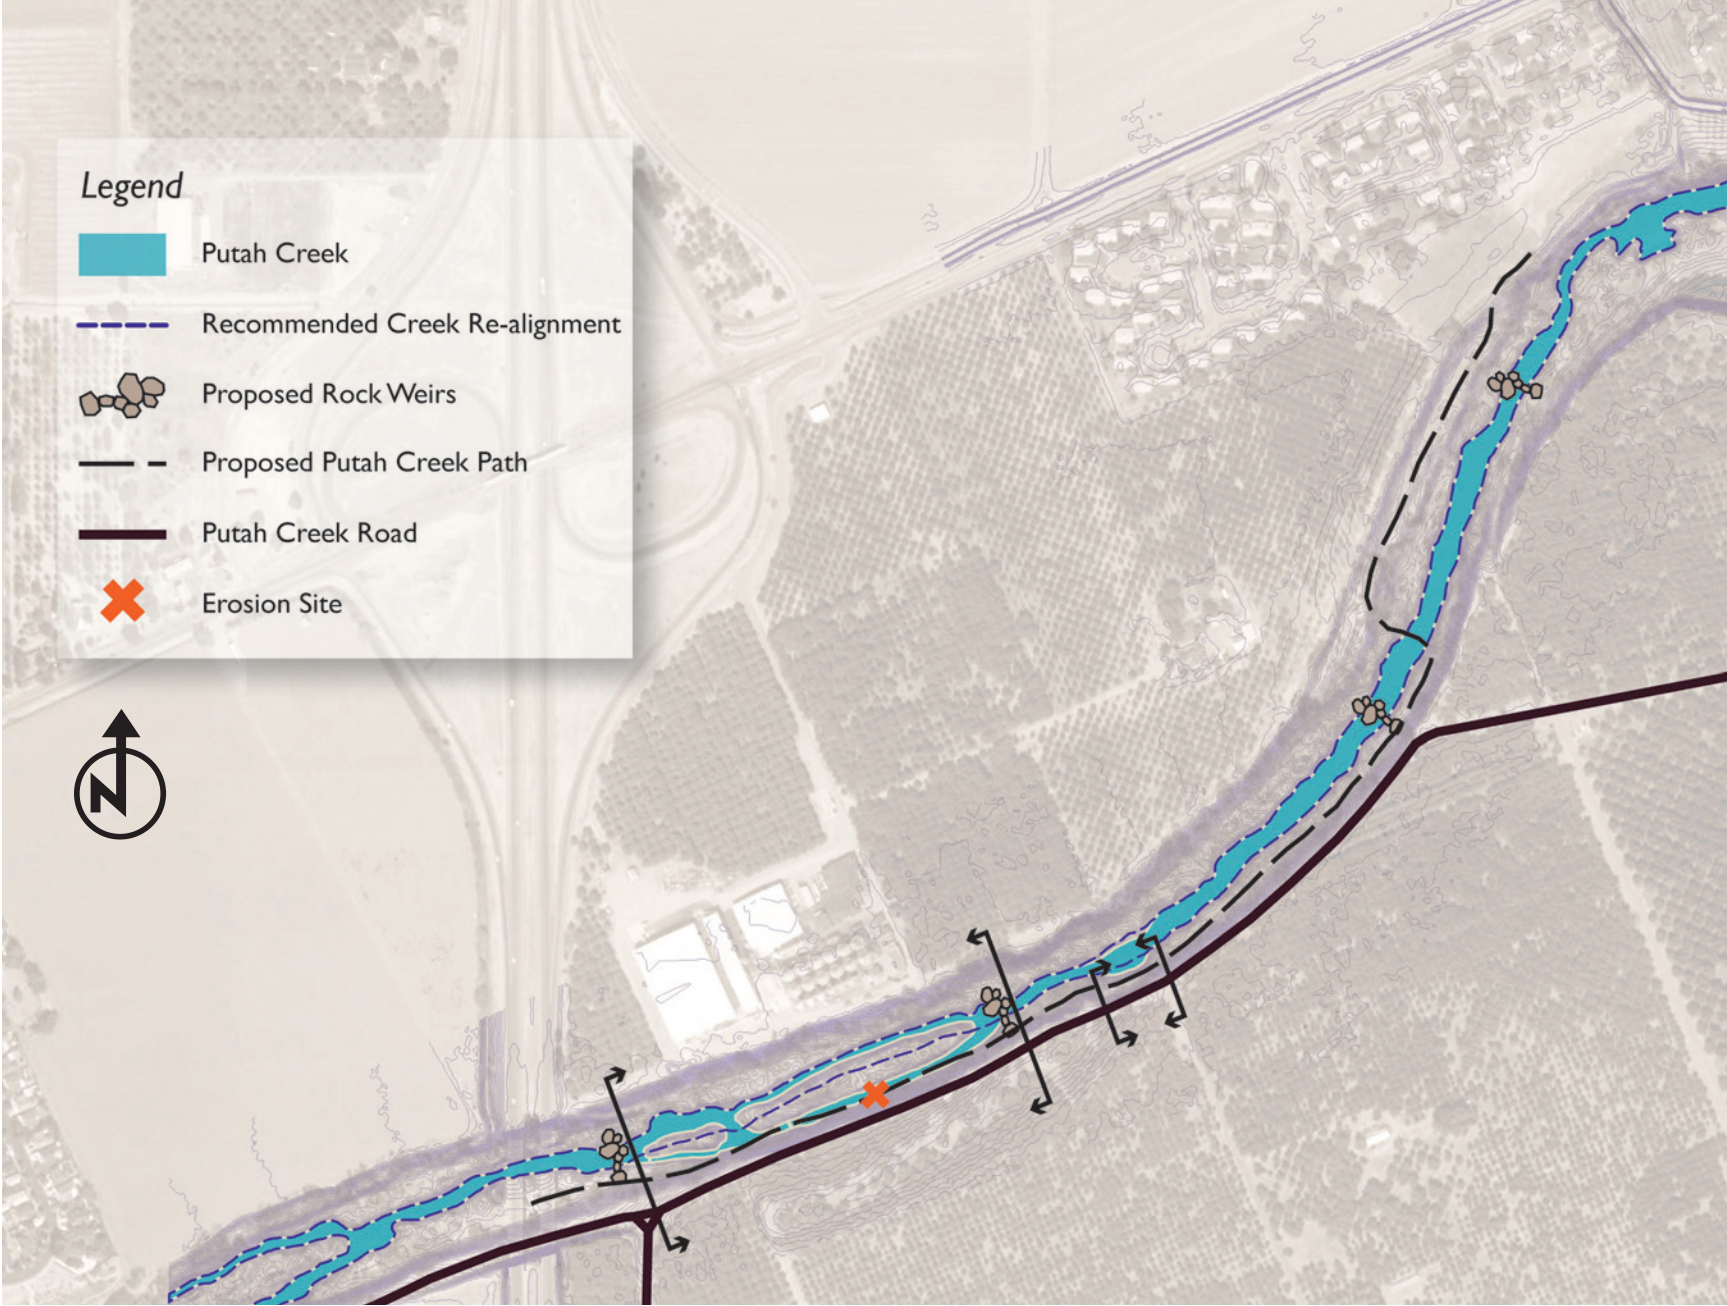 Legend
Putah Creek
Recommended Creek Re-alignment
Proposed Rock Weirs
Proposed Putah Creek Path
Putah Creek Road
Erosion Site
N